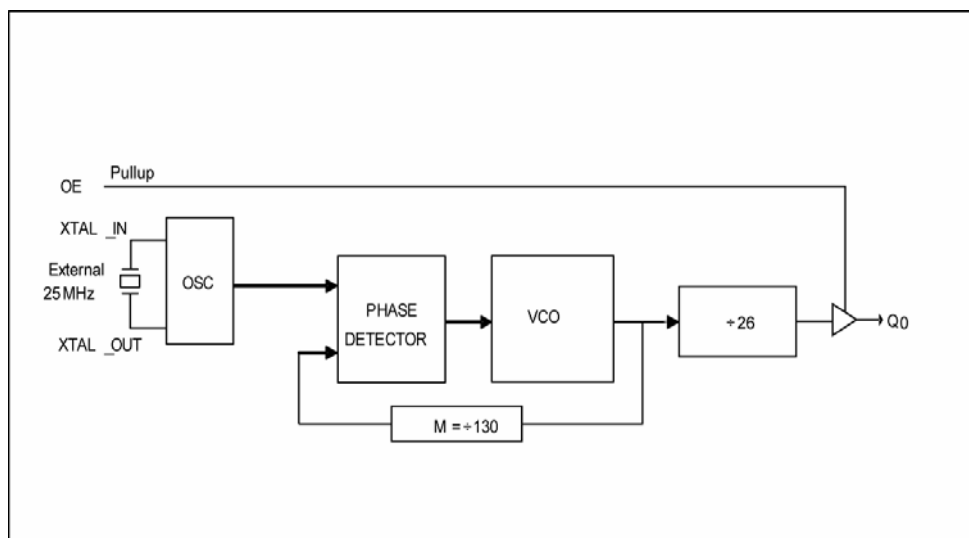 Pullup
OE
XTAL _IN
External
25MHz
OSC
XTAL _OUT
PHASE
DETECTOR
VCO
÷26
Q0
M =÷130